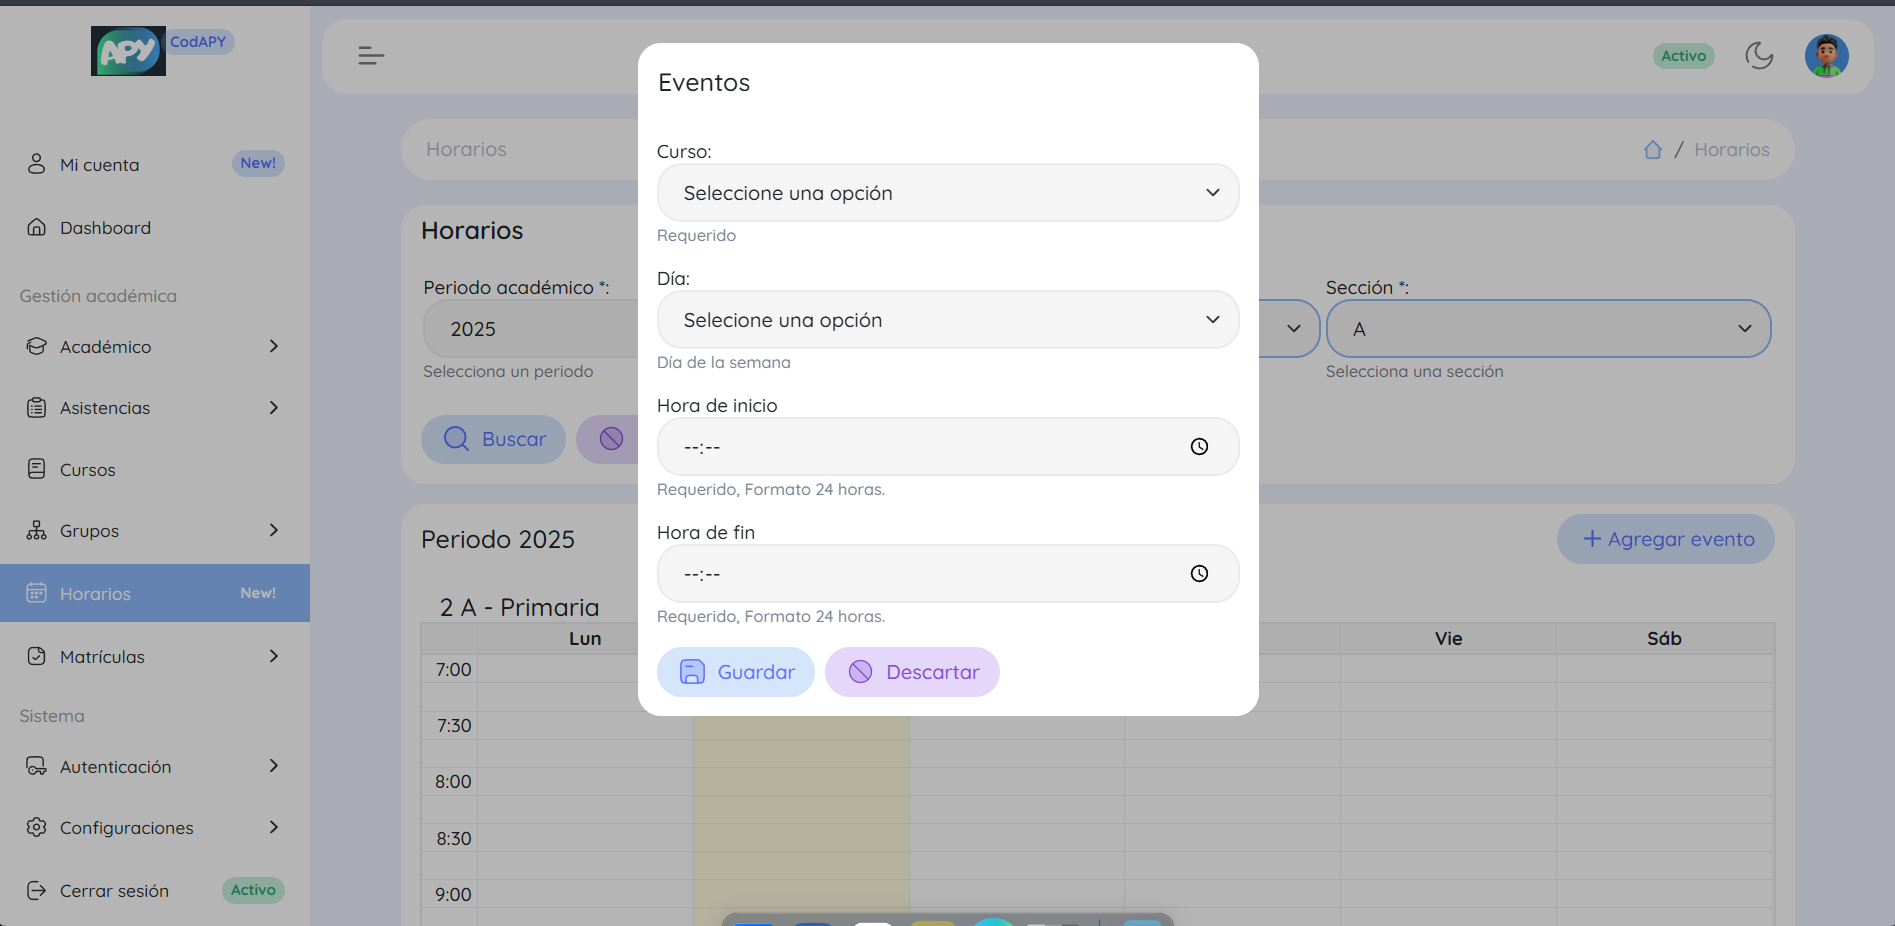 APY CodAPY
Mi cuenta New!
Dashboard
Gestión académica
Académico
Asistencias
Cursos
Grupos
Horarios New!
Matrículas
Sistema
Autenticación
Configuraciones
Cerrar sesión Activo
Activo
Horarios
/ Horarios
Horarios
Periodo académico *:
2025
Selecciona un periodo
Sección *:
A
Selecciona una sección
Buscar
Periodo 2025
+ Agregar evento
2 A - Primaria
Lun Vie Sáb
7:00
7:30
8:00
8:30
9:00
Eventos
Curso:
Seleccione una opción
Requerido
Día:
Selecione una opción
Día de la semana
Hora de inicio
--:--
Requerido, Formato 24 horas.
Hora de fin
--:--
Requerido, Formato 24 horas.
Guardar Descartar